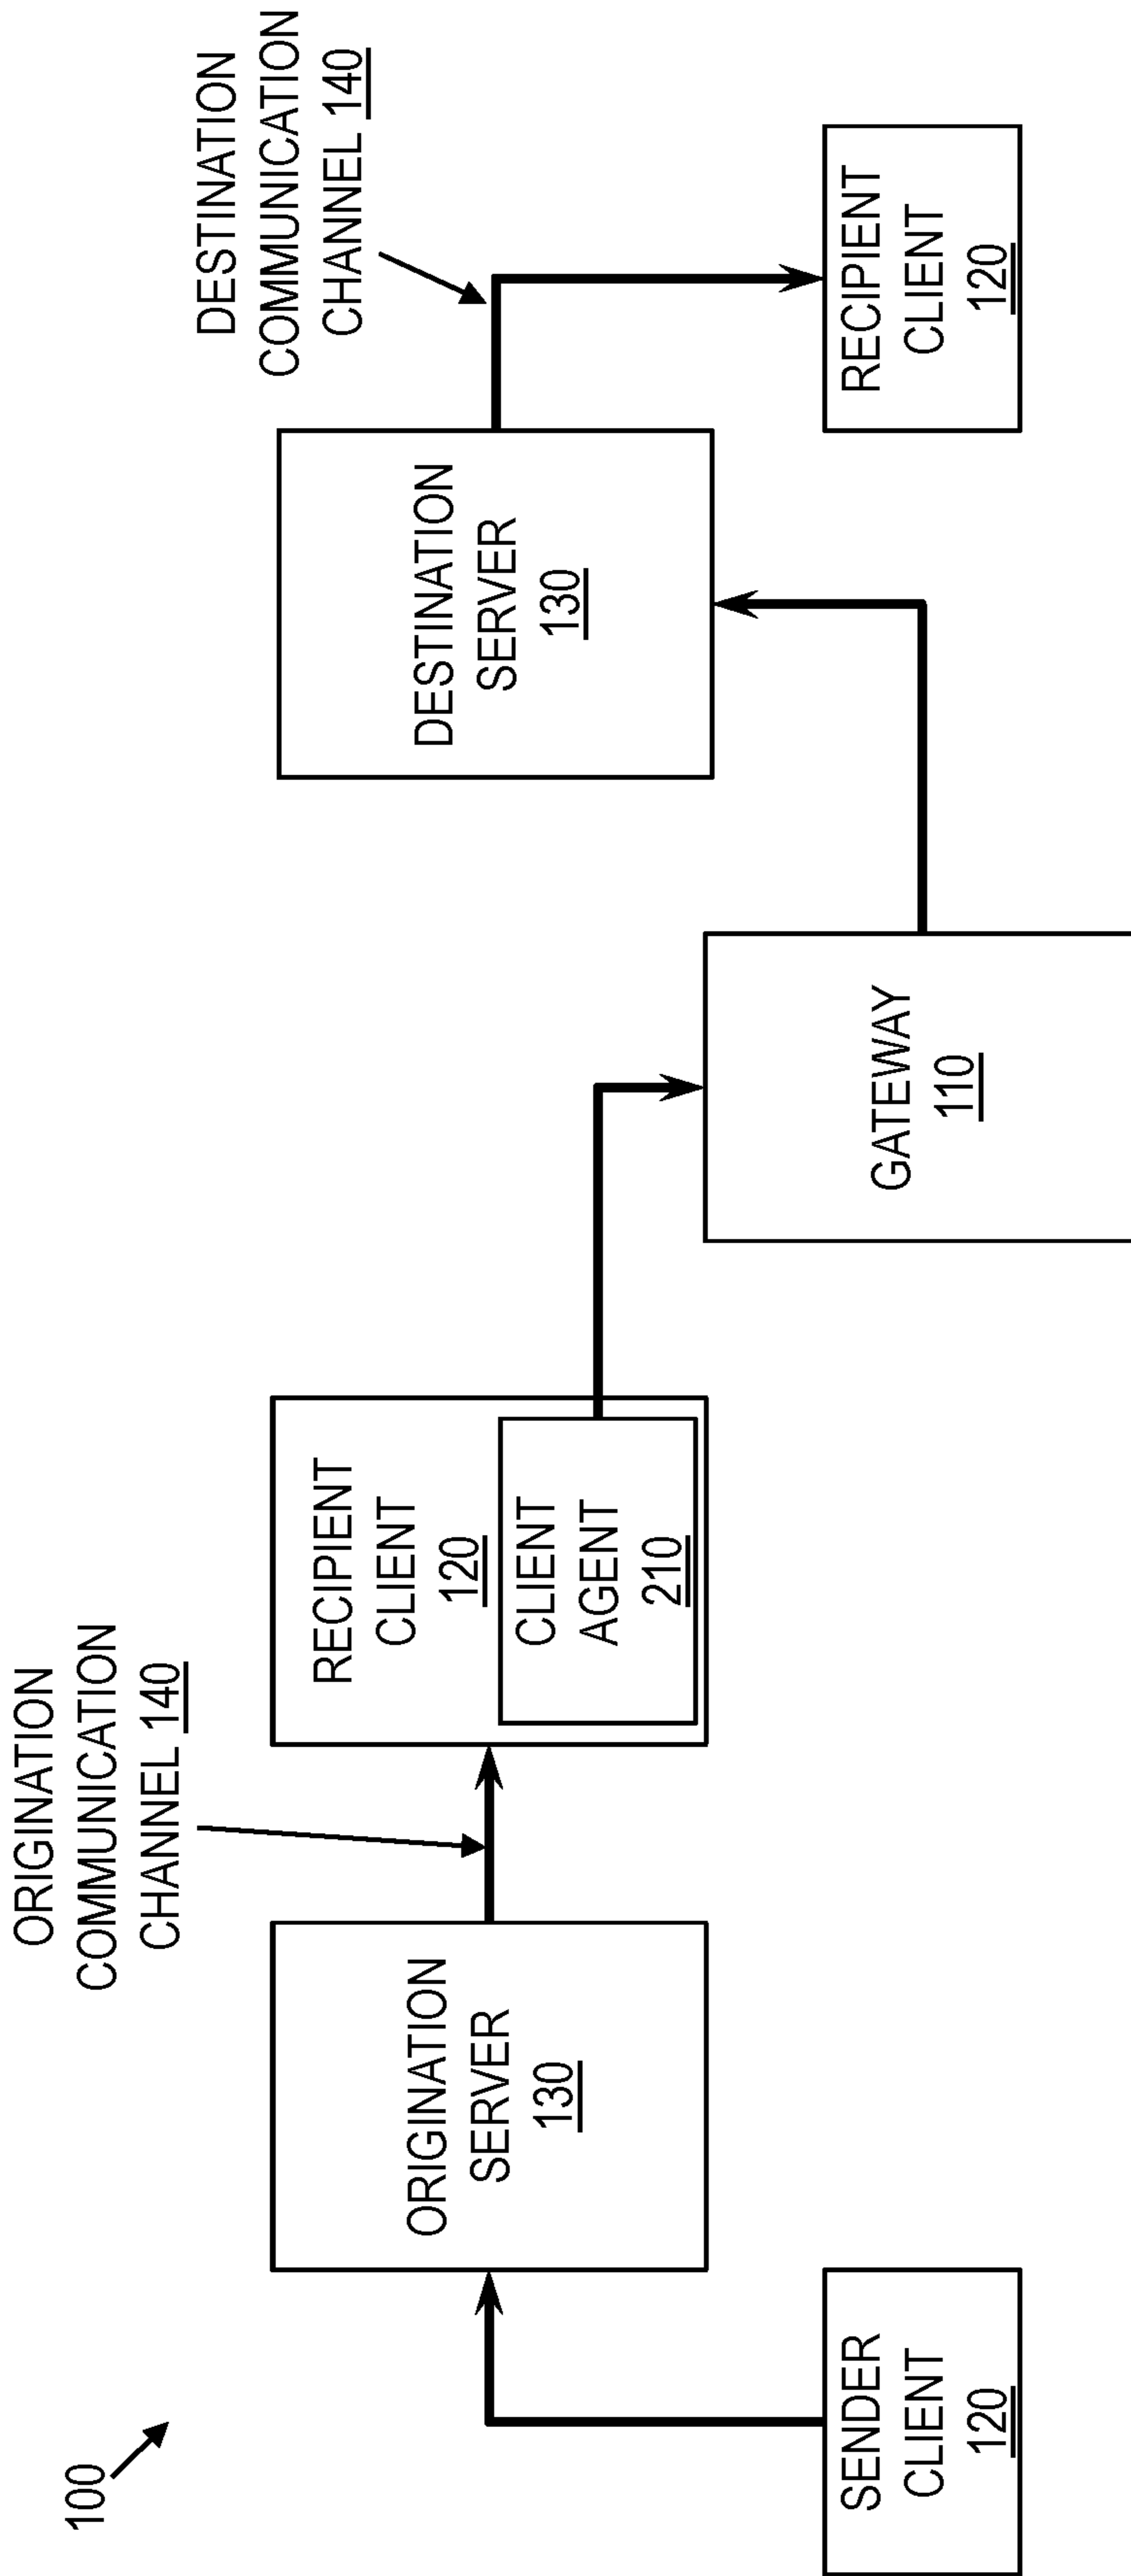 100
ORIGINATION
COMMUNICATION
CHANNEL 140
DESTINATION
COMMUNICATION
CHANNEL 140
SENDER
CLIENT
120
ORIGINATION
SERVER
130
RECIPIENT
CLIENT
120
CLIENT
AGENT
210
GATEWAY
110
DESTINATION
SERVER
130
RECIPIENT
CLIENT
120